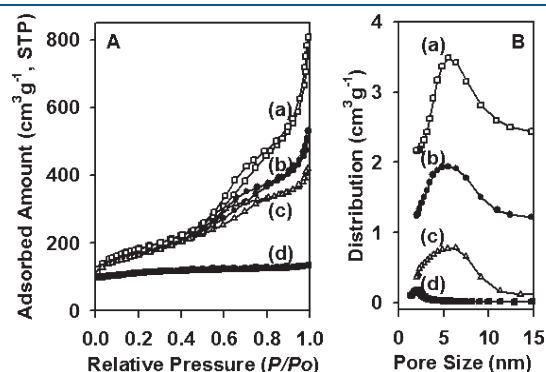 A
Adsorbed Amount (cm³g⁻¹, STP)
800
600
400
200
0
(a)
(b)
(c)
(d)
0.0 0.2 0.4 0.6 0.8 1.0
Relative Pressure (P/Po)
B
Distribution (cm³g⁻¹)
4
3
2
1
0
(a)
(b)
(c)
(d)
0 5 10 15
Pore Size (nm)